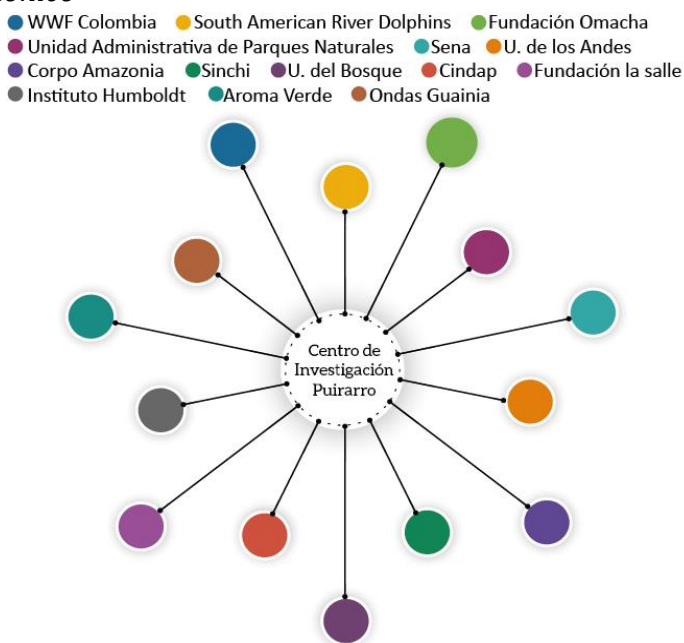 WWF Colombia South American River Dolphins Fundación Omacha
Unidad Administrativa de Parques Naturales Sena U. de los Andes
Corpo Amazonia Sinchi U. del Bosque Cindap Fundación la salle
Instituto Humboldt Aroma Verde Ondas Guainia
Centro de
Investigación
Puirarro